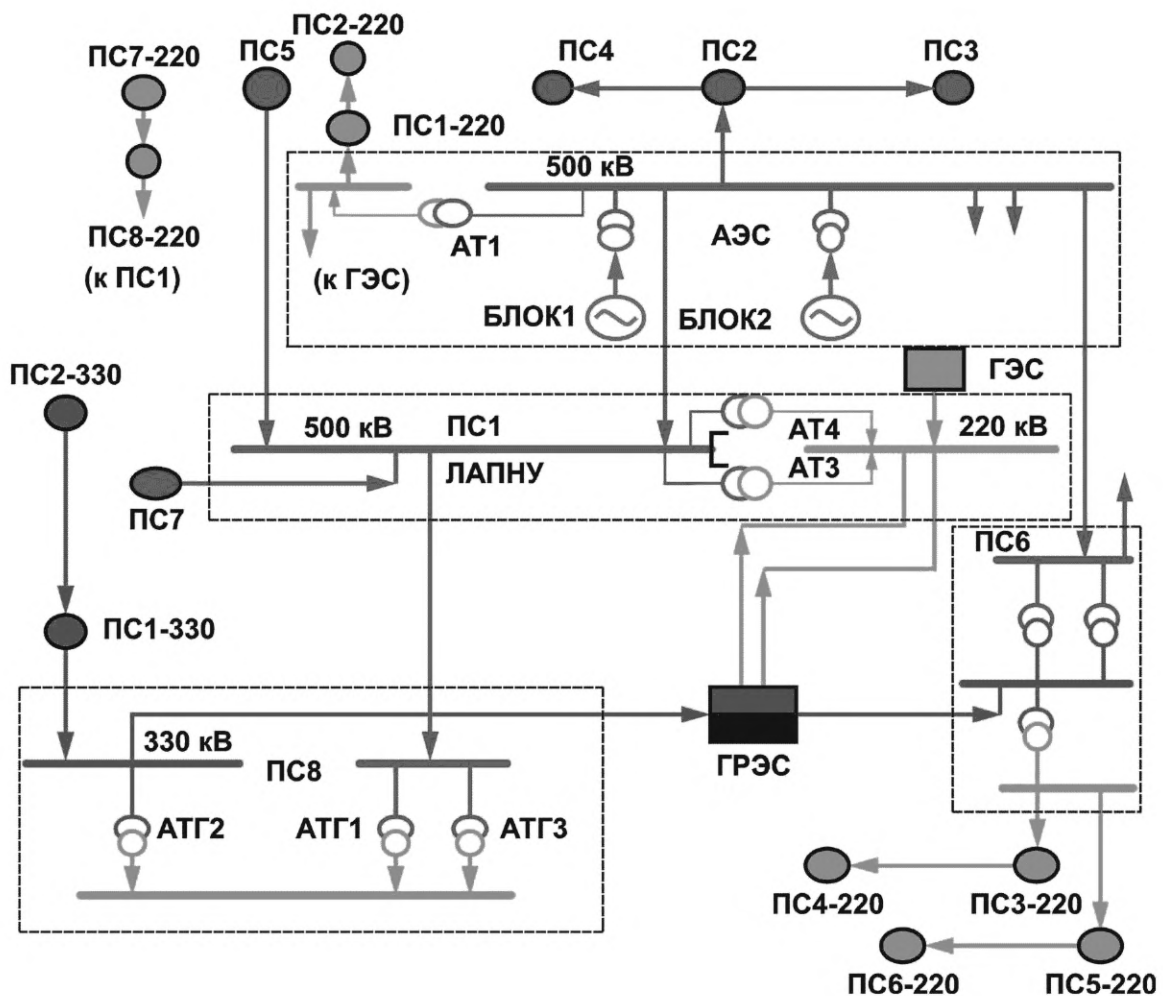 ПС2-220
ПС7-220
ПС5
ПС4
ПС2
ПС3
ПС1-220
500 кВ
ПС8-220
(к ПС1)
АТ1
АЭС
(к ГЭС)
БЛОК1
БЛОК2
ПС2-330
ГЭС
500 кВ
ПС1
АТ4
220 кВ
ЛАПНУ
АТ3
ПС7
ПС6
ПС1-330
330 кВ
ПС8
ГРЭС
АТГ2
АТГ1
АТГ3
ПС4-220
ПС3-220
ПС6-220
ПС5-220